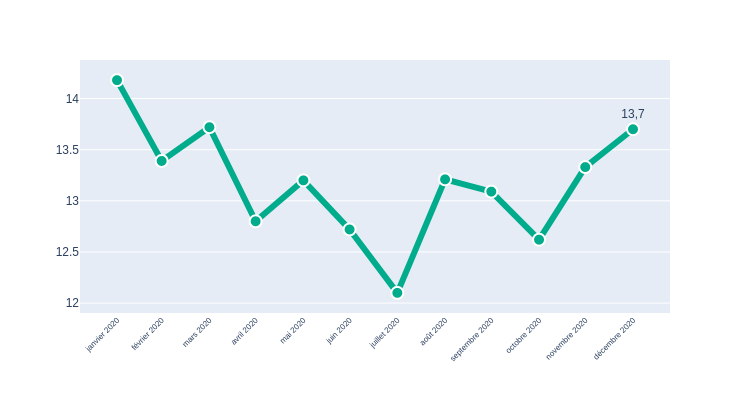 14
13.5
13
12.5
12
13,7
janvier 2020
février 2020
mars 2020
avril 2020
mai 2020
juin 2020
juillet 2020
août 2020
septembre 2020
octobre 2020
novembre 2020
décembre 2020